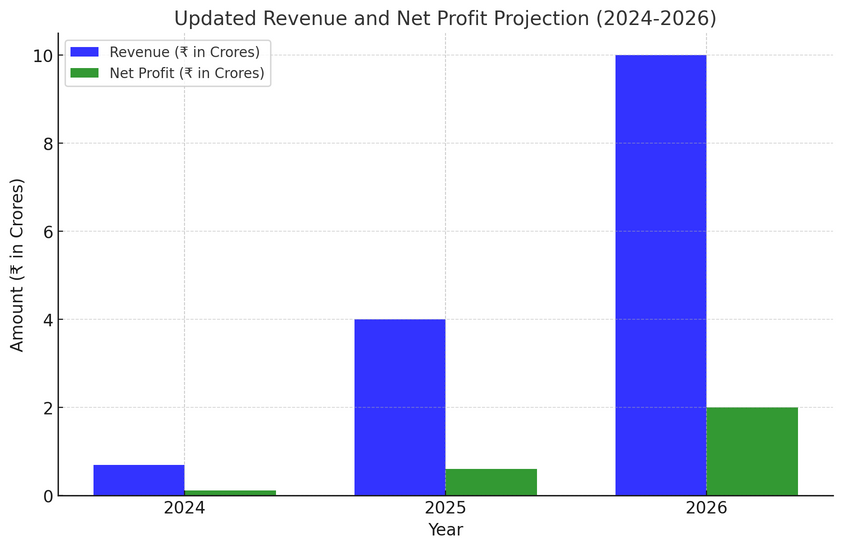 Updated Revenue and Net Profit Projection (2024-2026)
Revenue (₹ in Crores)
Net Profit (₹ in Crores)
Amount (₹ in Crores)
10
8
6
4
2
0
2024 2025 2026
Year